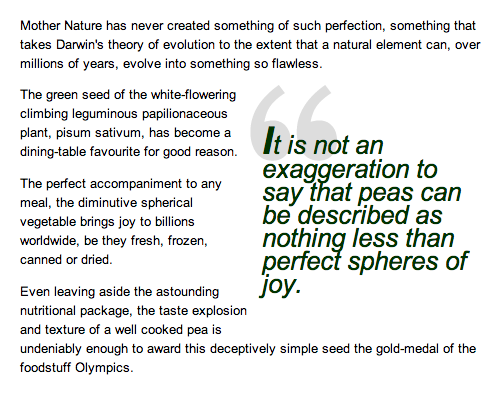 Mother Nature has never created something of such perfection, something that
takes Darwin's theory of evolution to the extent that a natural element can, over
millions of years, evolve into something so flawless.
The green seed of the white-flowering
climbing leguminous papilionaceous
plant, pisum sativum, has become a
dining-table favourite for good reason.
The perfect accompaniment to any
meal, the diminutive spherical
vegetable brings joy to billions
worldwide, be they fresh, frozen,
canned or dried.
“
It is not an
exaggeration to
say that peas can
be described as
nothing less than
perfect spheres of
joy.
Even leaving aside the astounding
nutritional package, the taste explosion
and texture of a well cooked pea is
undeniably enough to award this deceptively simple seed the gold-medal of the
foodstuff Olympics.